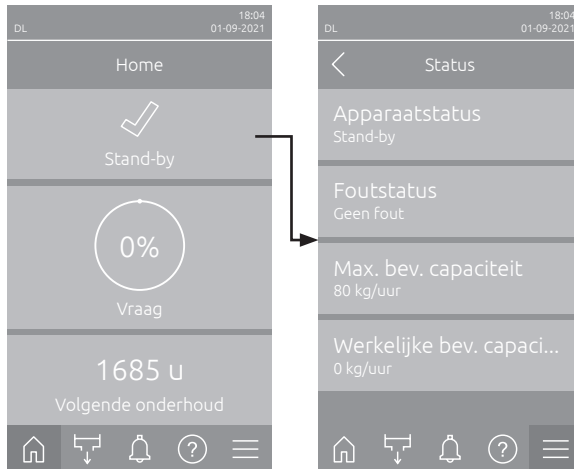 18:04
DL
01-09-2021
Home
Stand-by
0%
Vraag
1685 u
Volgende onderhoud
?
18:04
DL
01-09-2021
Status
Apparaatstatus
Stand-by
Foutstatus
Geen fout
Max. bev. capaciteit
80 kg/uur
Werkelijke bev. capaci...
0 kg/uur
?